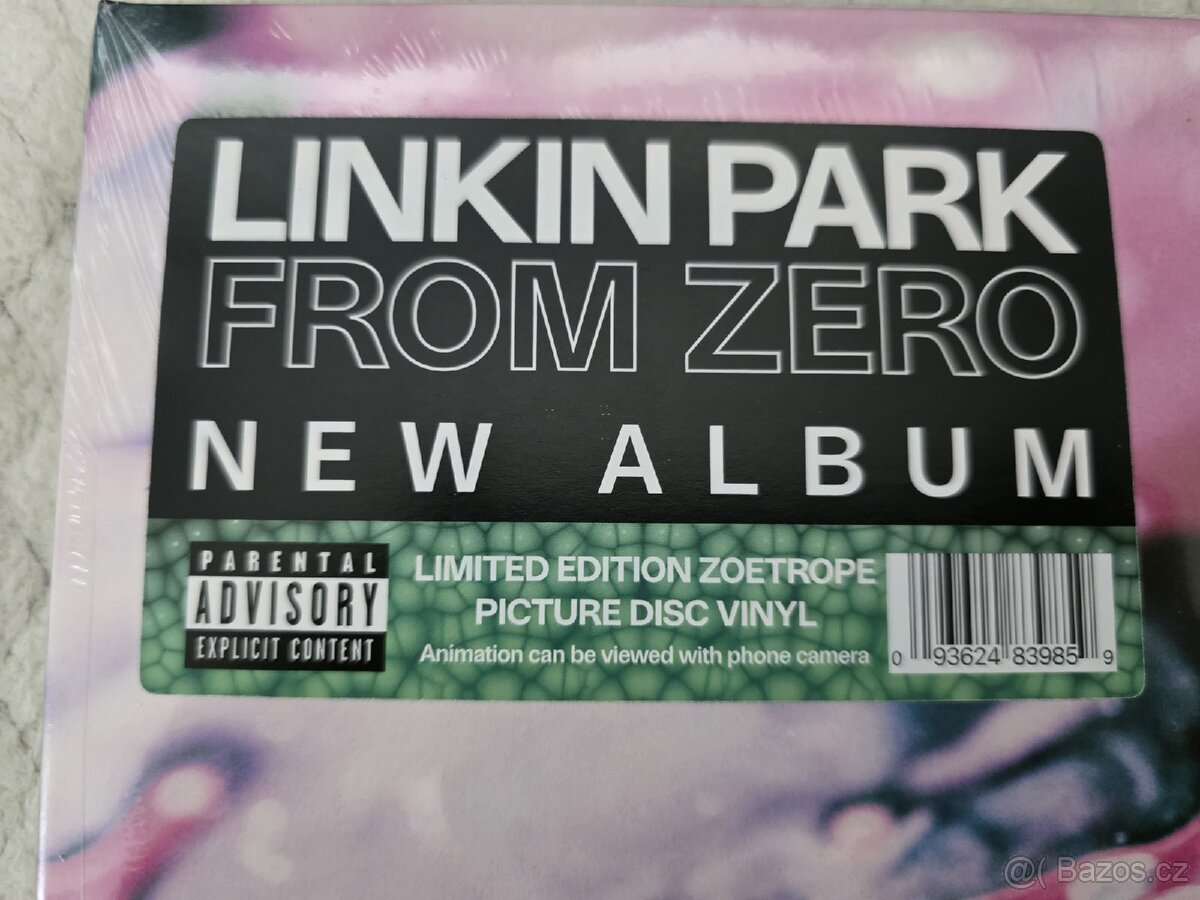 LINKIN PARK
FROM ZERO
NEW ALBUM
PARENTAL
ADVISORY
EXPLICIT CONTENT
LIMITED EDITION ZOETROPE
PICTURE DISC VINYL
Animation can be viewed with phone camera
0 93624 83985 9
@( Bazos.cz